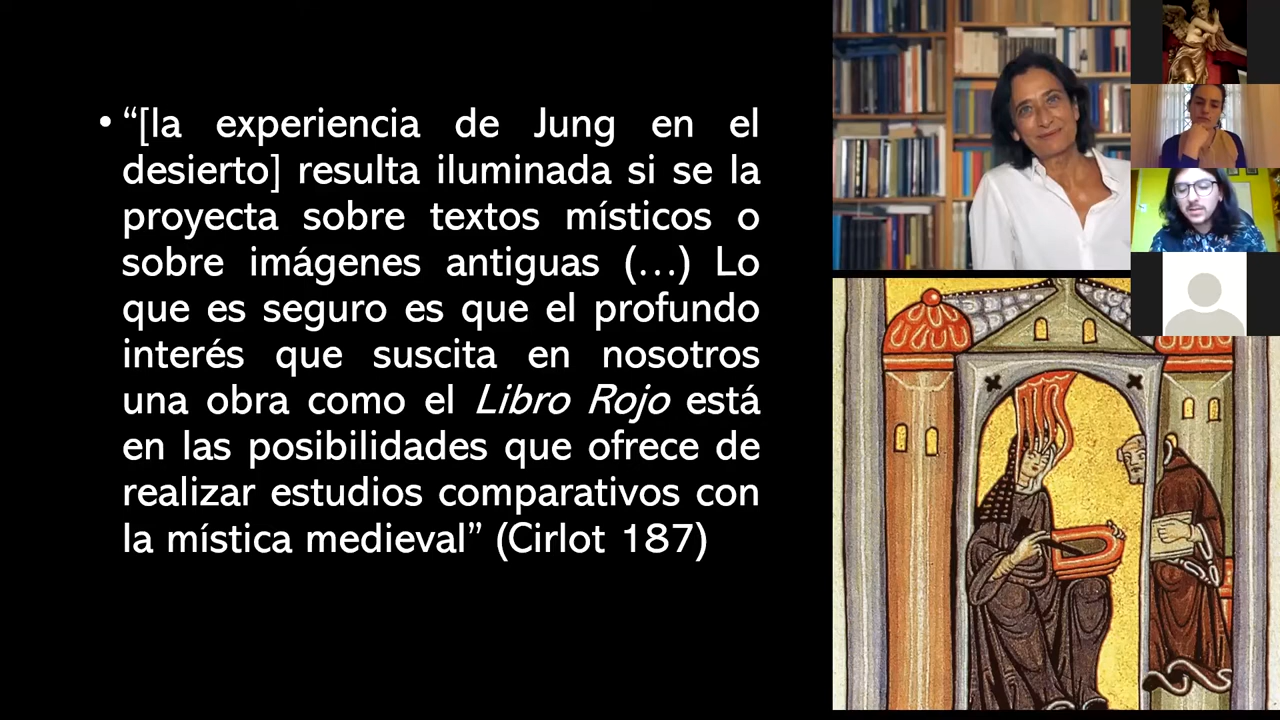 • “[la experiencia de Jung en el
desierto] resulta iluminada si se la
proyecta sobre textos místicos o
sobre imágenes antiguas (…) Lo
que es seguro es que el profundo
interés que suscita en nosotros
una obra como el Libro Rojo está
en las posibilidades que ofrece de
realizar estudios comparativos con
la mística medieval” (Cirlot 187)